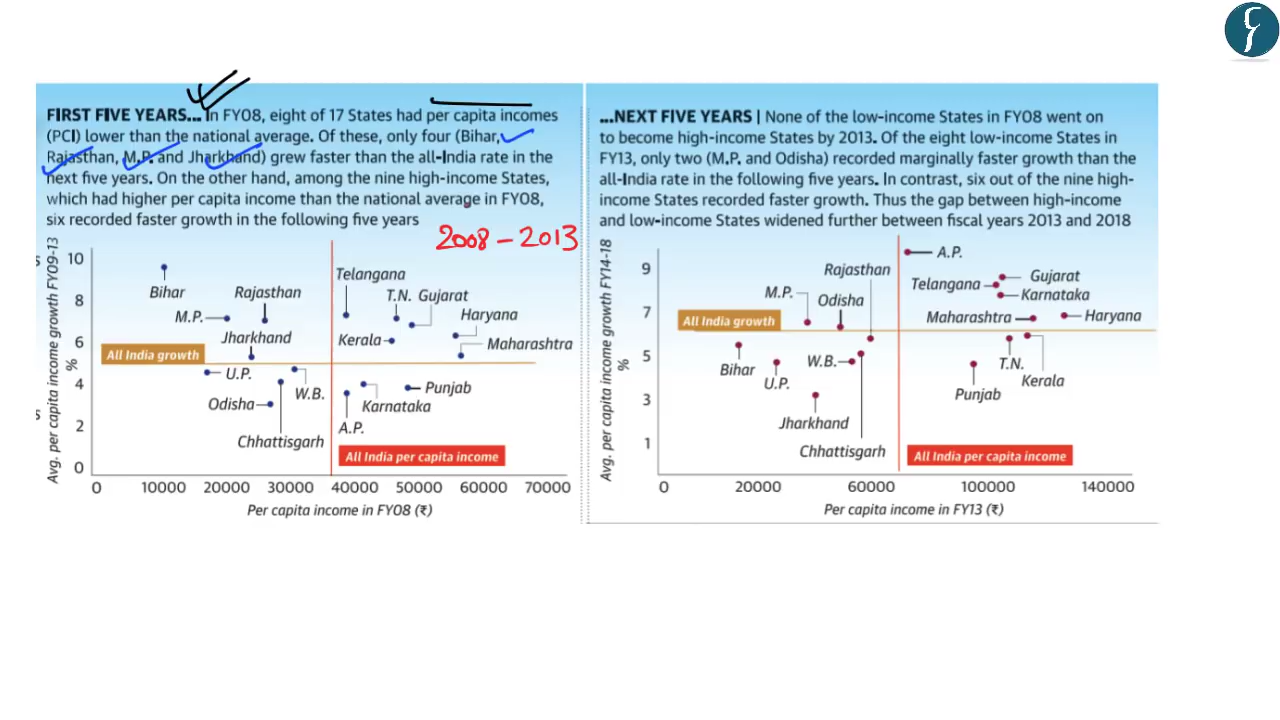 FIRST FIVE YEARS... In FY08, eight of 17 States had per capita incomes
(PCI) lower than the national average. Of these, only four (Bihar,
Rajasthan, M.P. and Jharkhand) grew faster than the all-India rate in the
next five years. On the other hand, among the nine high-income States,
which had higher per capita income than the national average in FY08,
six recorded faster growth in the following five years
2008 - 2013
Avg. per capita income growth FY09-13
%
10
8
6
4
2
0
Bihar
Rajasthan
M.P.
Jharkhand
All India growth
U.P.
W.B.
Odisha
Chhattisgarh
Telangana
T.N.
Gujarat
Haryana
Kerala
Maharashtra
Punjab
Karnataka
A.P.
All India per capita income
0 10000 20000 30000 40000 50000 60000 70000
Per capita income in FY08 (₹)
...NEXT FIVE YEARS | None of the low-income States in FY08 went on
to become high-income States by 2013. Of the eight low-income States in
FY13, only two (M.P. and Odisha) recorded marginally faster growth than the
all-India rate in the following five years. In contrast, six out of the nine high-
income States recorded faster growth. Thus the gap between high-income
and low-income States widened further between fiscal years 2013 and 2018
Avg. per capita income growth FY14-18
%
9
7
5
3
1
Rajasthan
M.P.
Odisha
All India growth
Bihar
U.P.
W.B.
Jharkhand
Chhattisgarh
A.P.
Gujarat
Telangana
Karnataka
Maharashtra
Haryana
T.N.
Kerala
Punjab
All India per capita income
0 20000 60000 100000 140000
Per capita income in FY13 (₹)